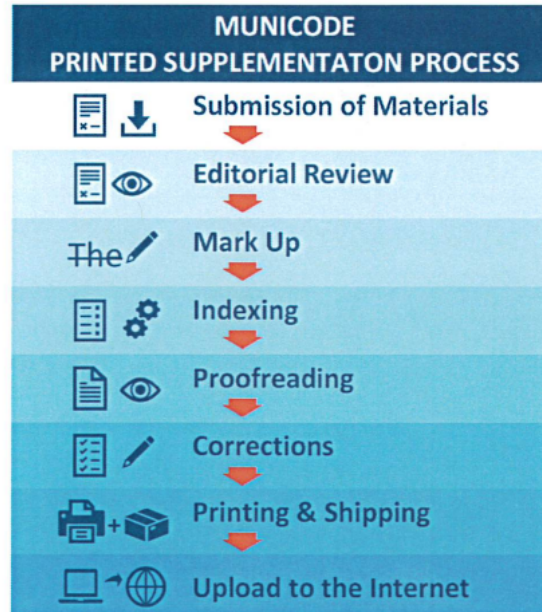 MUNICODE
PRINTED SUPPLEMENTATON PROCESS
Submission of Materials
Editorial Review
The
Mark Up
Indexing
Proofreading
Corrections
Printing & Shipping
Upload to the Internet